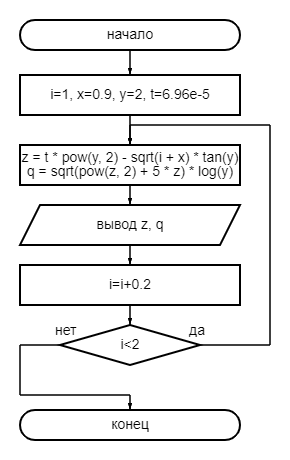 начало
i=1, x=0.9, y=2, t=6.96e-5
z = t * pow(y, 2) - sqrt(i + x) * tan(y)
q = sqrt(pow(z, 2) + 5 * z) * log(y)
вывод z, q
i=i+0.2
нет
да
i<2
конец